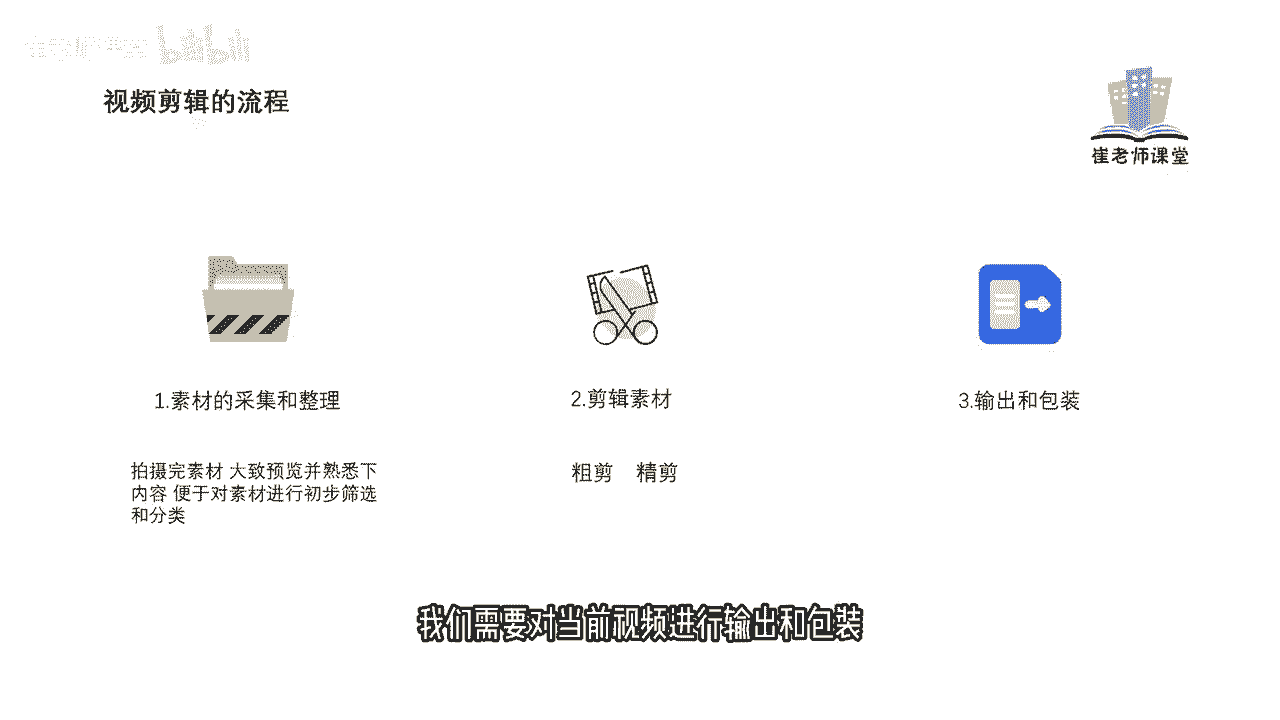 bilibili
视频剪辑的流程
崔老师课堂
1.素材的采集和整理
2.剪辑素材
3.输出和包装
拍摄完素材 大致预览并熟悉下
内容 便于对素材进行初步筛选
和分类
粗剪 精剪
我们需要对当前视频进行输出和包装